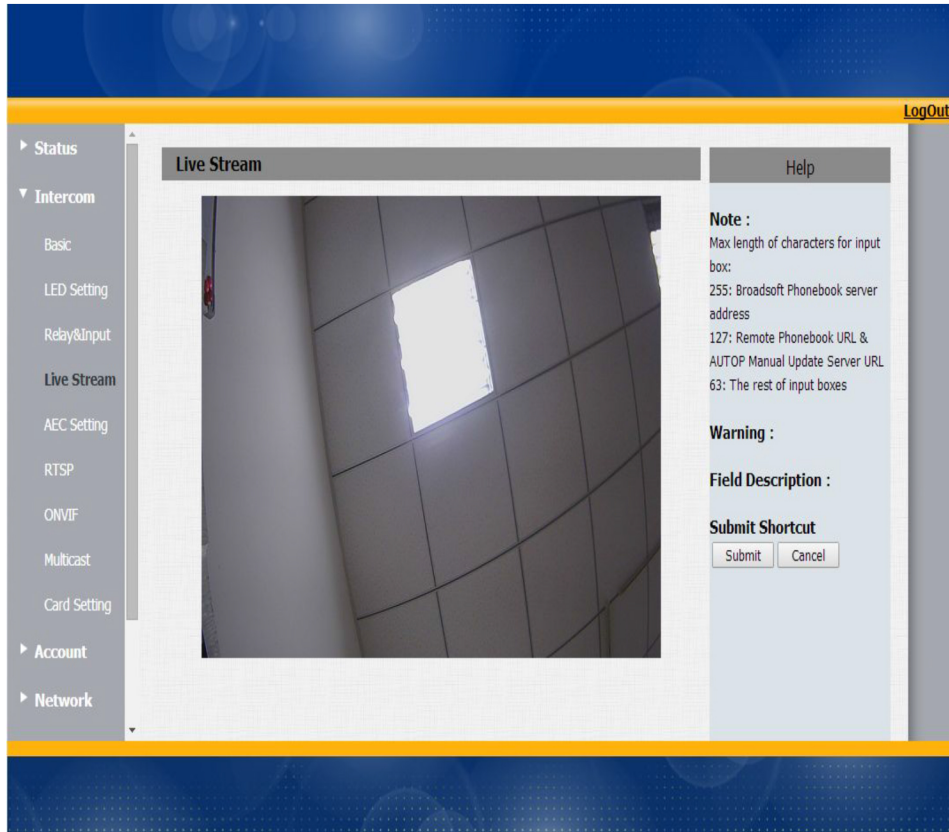 LogOut
Status
Intercom
Basic
LED Setting
Relay&Input
Live Stream
AEC Setting
RTSP
ONVIF
Multicast
Card Setting
Account
Network
Live Stream
Help
Note :
Max length of characters for input
box:
255: Broadsoft Phonebook server
address
127: Remote Phonebook URL &
AUTOP Manual Update Server URL
63: The rest of input boxes
Warning :
Field Description :
Submit Shortcut
Submit Cancel